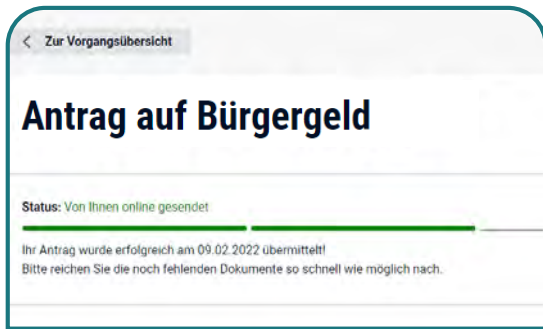 Zur Vorgangsübersicht
Antrag auf Bürgergeld
Status: Von Ihnen online gesendet
Ihr Antrag wurde erfolgreich am 09.02.2022 übermittelt!
Bitte reichen Sie die noch fehlenden Dokumente so schnell wie möglich nach.